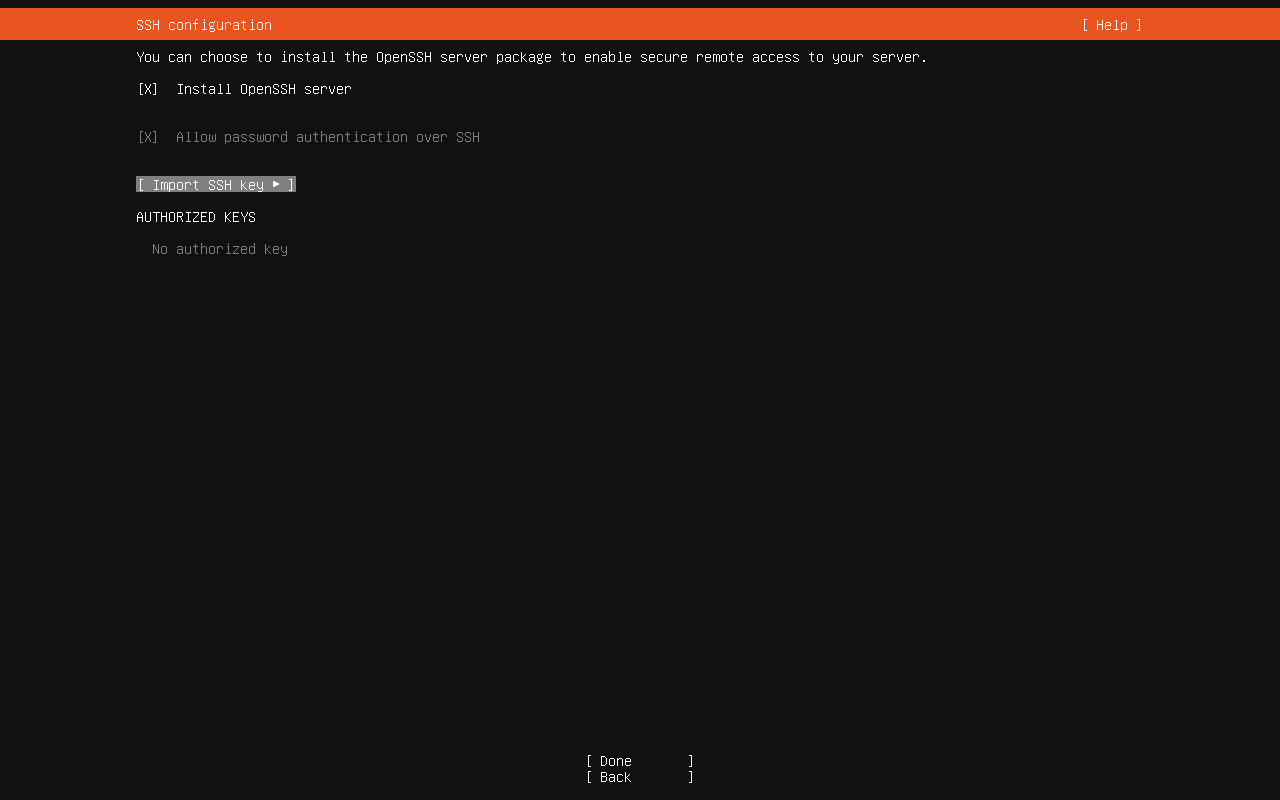 SSH configuration [ Help ]
You can choose to install the OpenSSH server package to enable secure remote access to your server.
[X] Install OpenSSH server
[X] Allow password authentication over SSH
[ Import SSH key ▸ ]
AUTHORIZED KEYS
No authorized key
[ Done ]
[ Back ]